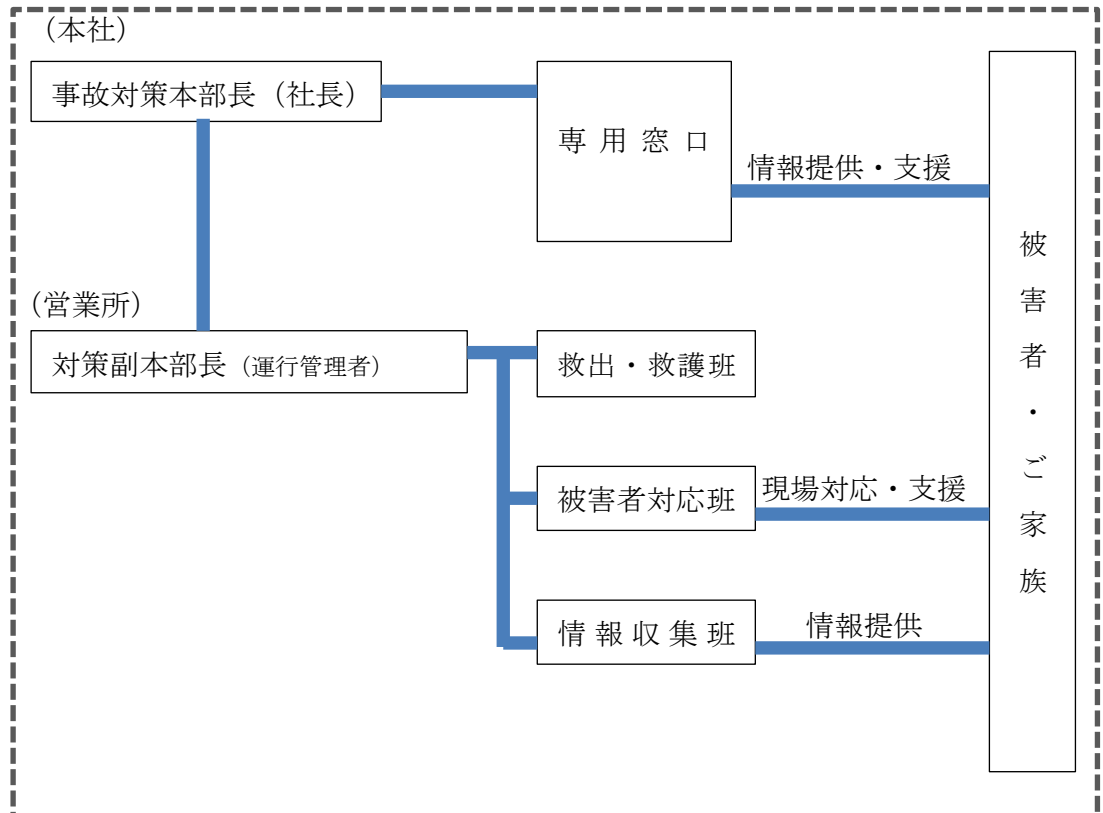 （本社）
事故対策本部長（社長）
専用窓口
情報提供・支援
（営業所）
対策副本部長（運行管理者）
救出・救護班
被害者対応班
現場対応・支援
情報収集班
情報提供
被害者・ご家族